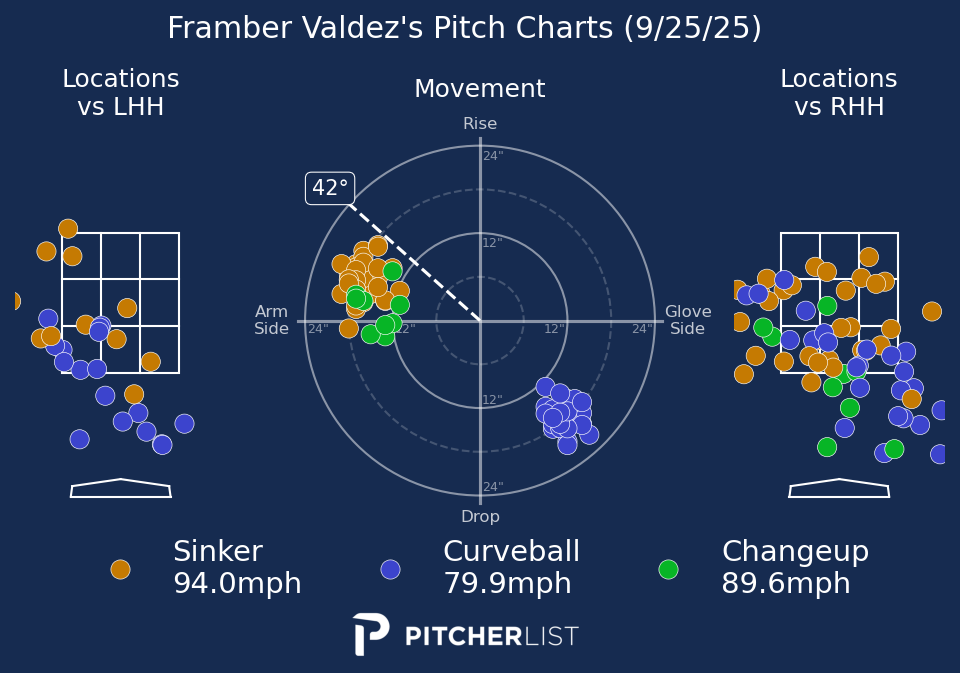 Framber Valdez's Pitch Charts (9/25/25)
Locations
vs LHH
Movement
Locations
vs RHH
Rise
24"
42°
12"
Arm
Side
24"
12"
12"
24"
Glove
Side
12"
24"
Drop
Sinker
94.0mph
Curveball
79.9mph
Changeup
89.6mph
PITCHERLIST